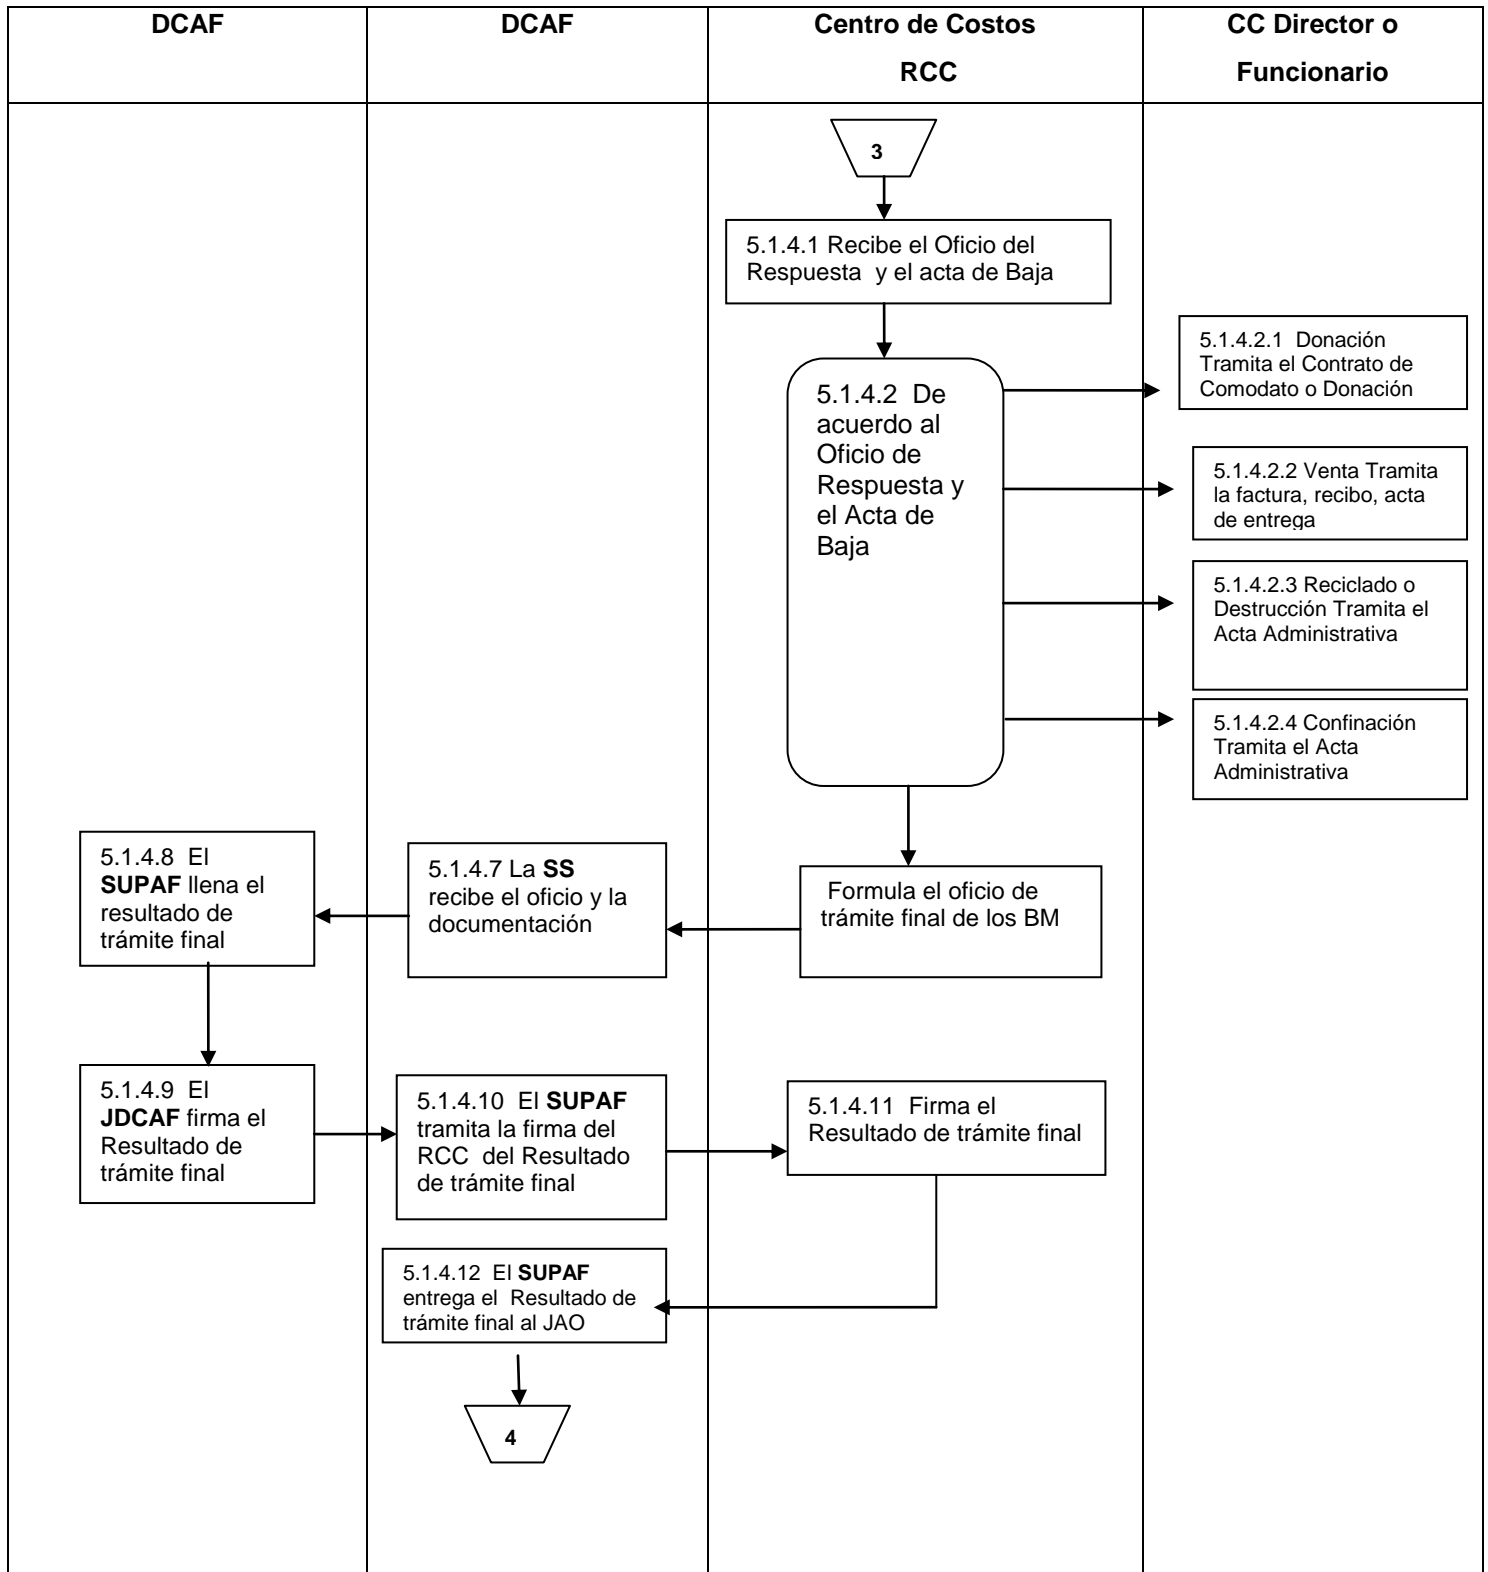 DCAF
DCAF
Centro de Costos
RCC
CC Director o
Funcionario
3
5.1.4.1 Recibe el Oficio del
Respuesta y el acta de Baja
5.1.4.2 De
acuerdo al
Oficio de
Respuesta y
el Acta de
Baja
5.1.4.2.1 Donación
Tramita el Contrato de
Comodato o Donación
5.1.4.2.2 Venta Tramita
la factura, recibo, acta
de entrega
5.1.4.2.3 Reciclado o
Destrucción Tramita el
Acta Administrativa
5.1.4.2.4 Confinación
Tramita el Acta
Administrativa
Formula el oficio de
trámite final de los BM
5.1.4.7 La SS
recibe el oficio y la
documentación
5.1.4.8 El
SUPAF llena el
resultado de
trámite final
5.1.4.9 El
JDCAF firma el
Resultado de
trámite final
5.1.4.10 El SUPAF
tramita la firma del
RCC del Resultado
de trámite final
5.1.4.11 Firma el
Resultado de trámite final
5.1.4.12 El SUPAF
entrega el Resultado de
trámite final al JAO
4